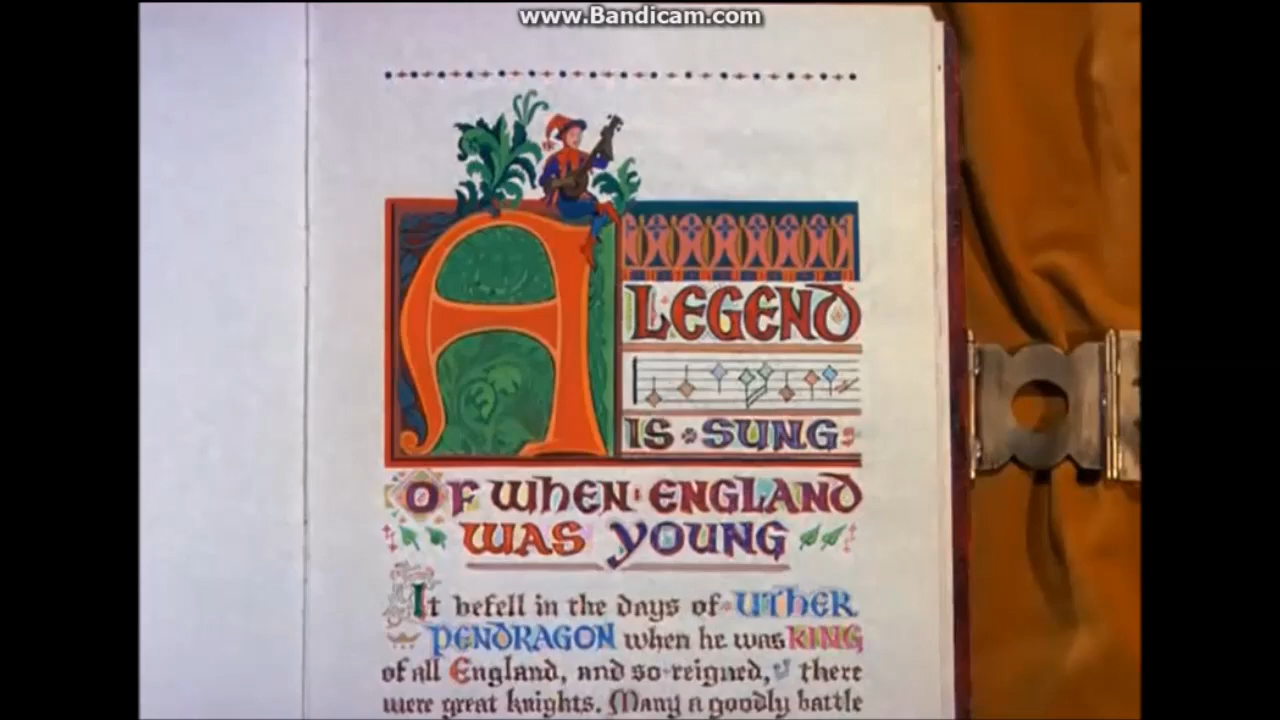 www.Bandicam.com
A LEGEND
IS SUNG
OF WHEN ENGLAND
WAS YOUNG
It befell in the days of UTHER
PENDRAGON when he was KING
of all England, and so reigned, there
were great knights. Many a goodly battle